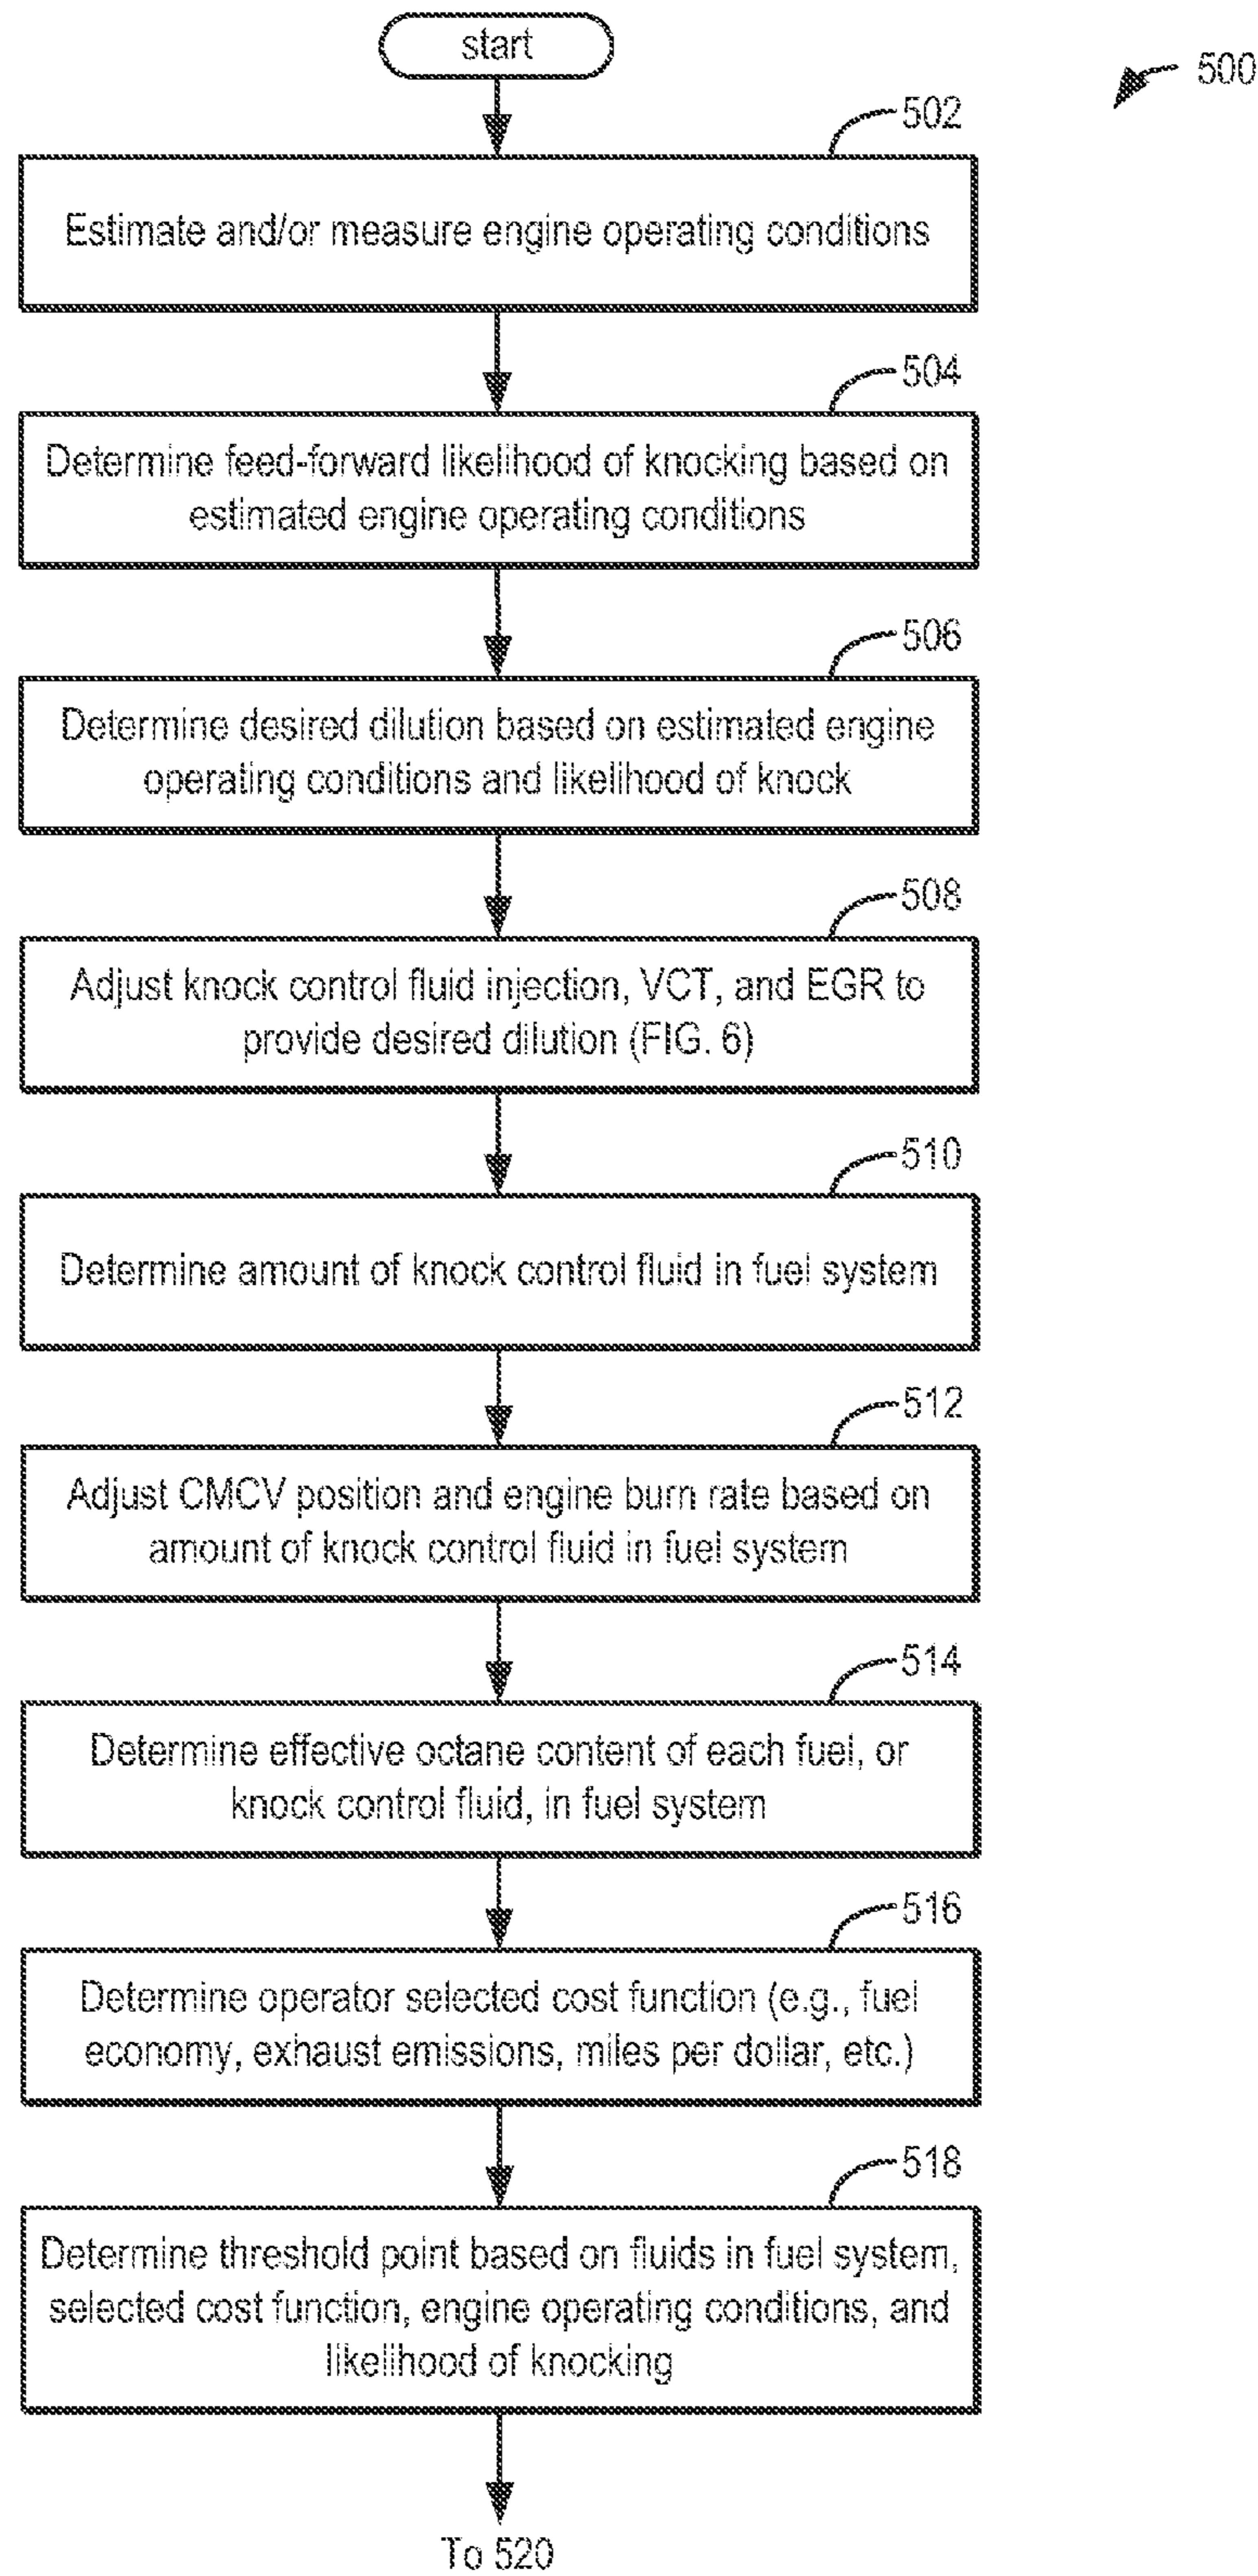 start
500
502
Estimate and/or measure engine operating conditions
504
Determine feed-forward likelihood of knocking based on
estimated engine operating conditions
506
Determine desired dilution based on estimated engine
operating conditions and likelihood of knock
508
Adjust knock control fluid injection, VCT, and EGR to
provide desired dilution (FIG. 6)
510
Determine amount of knock control fluid in fuel system
512
Adjust CMCV position and engine burn rate based on
amount of knock control fluid in fuel system
514
Determine effective octane content of each fuel, or
knock control fluid, in fuel system
516
Determine operator selected cost function (e.g., fuel
economy, exhaust emissions, miles per dollar, etc.)
518
Determine threshold point based on fluids in fuel system,
selected cost function, engine operating conditions, and
likelihood of knocking
To 520